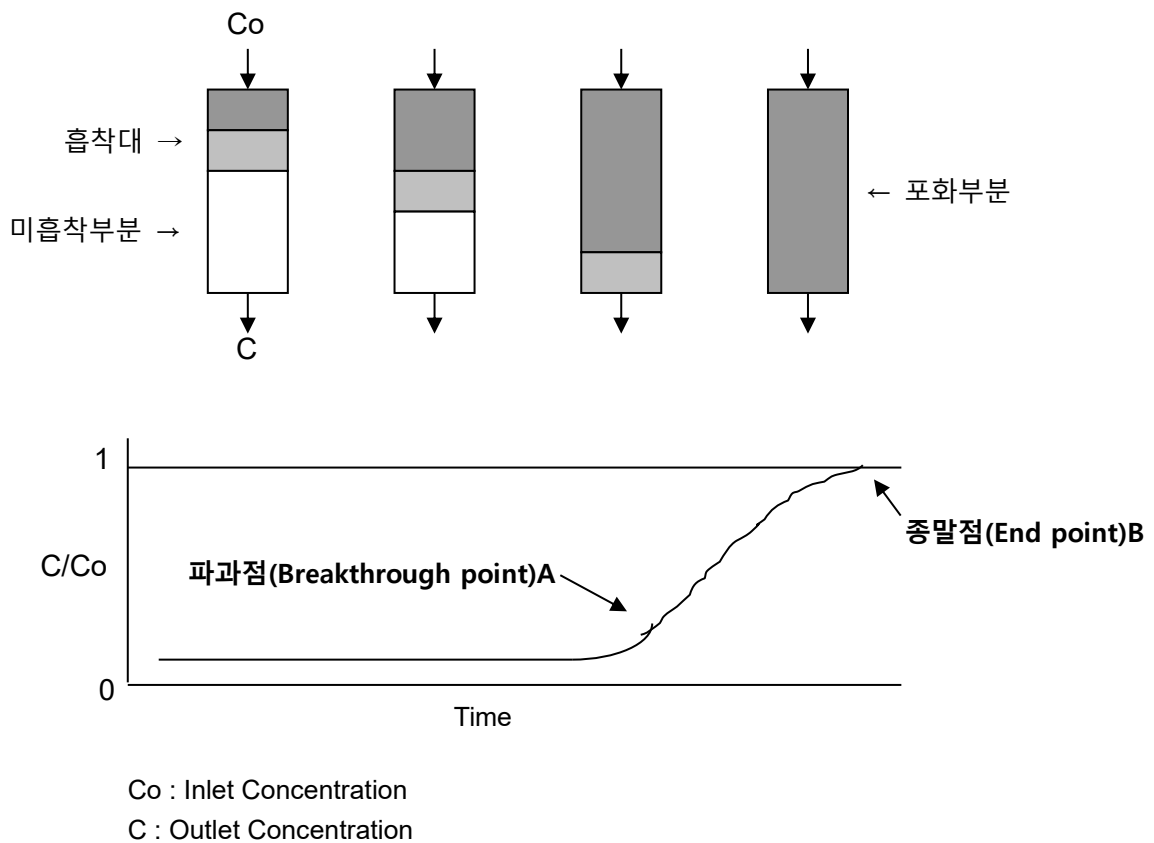 Co
흡착대 →
← 포화부분
미흡착부분 →
C
1
종말점(End point)B
C/Co
파과점(Breakthrough point)A
0
Time
Co : Inlet Concentration
C : Outlet Concentration